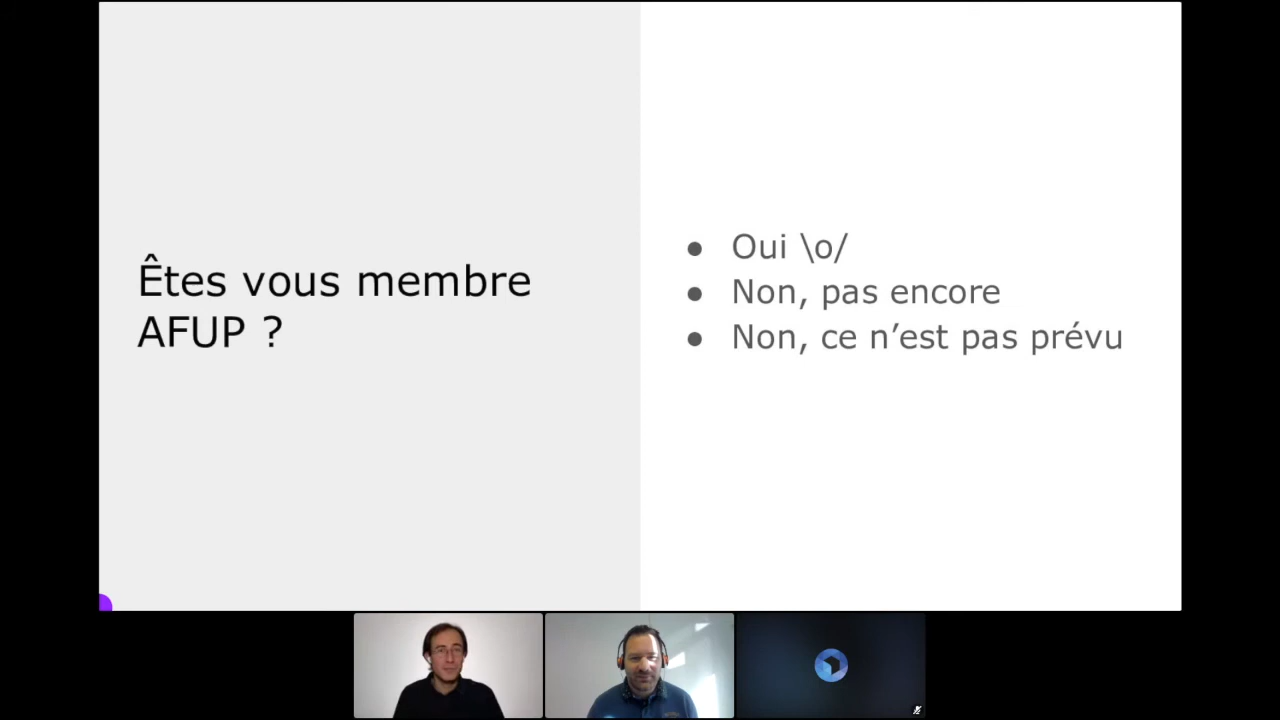 Êtes vous membre
AFUP ?
● Oui \o/
● Non, pas encore
● Non, ce n’est pas prévu